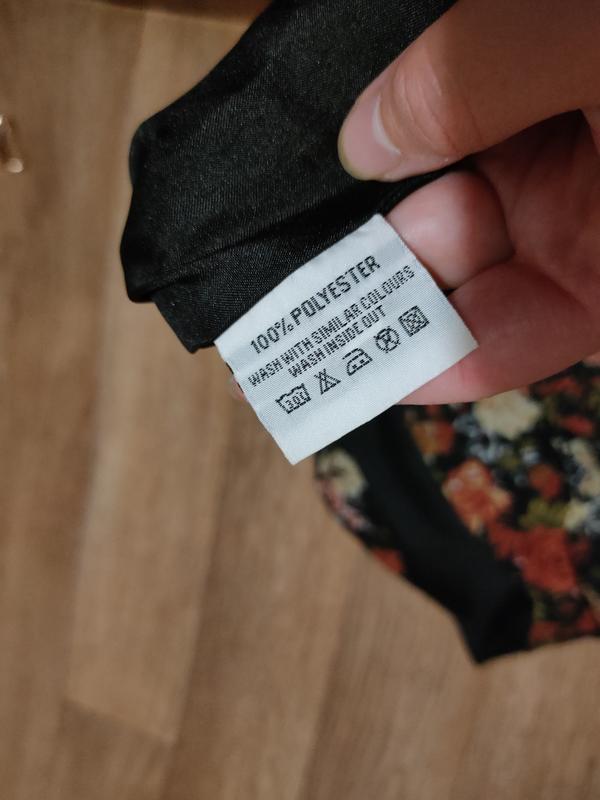 100% POLYESTER
WASH WITH SIMILAR COLOURS
WASH INSIDE OUT
30